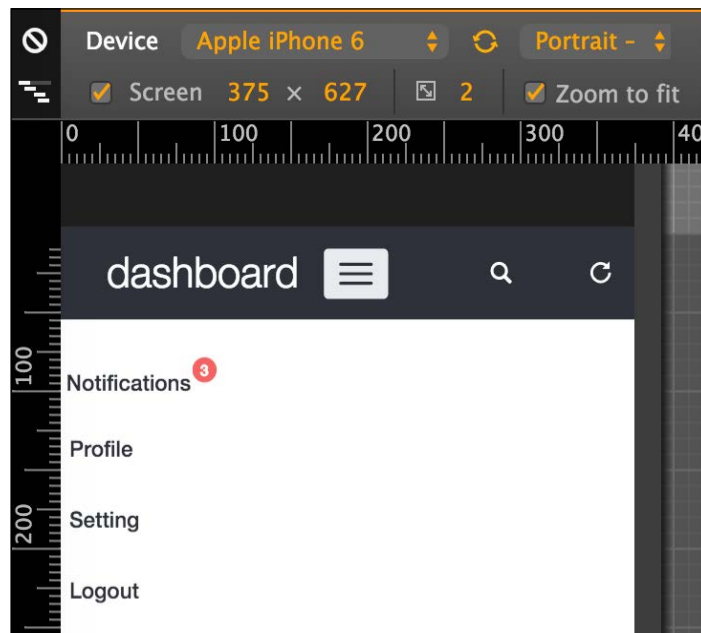 Device Apple iPhone 6 Portrait -
Screen 375 × 627 2 Zoom to fit
0 100 200 300 40
dashboard
100
Notifications 3
Profile
Setting
200
Logout